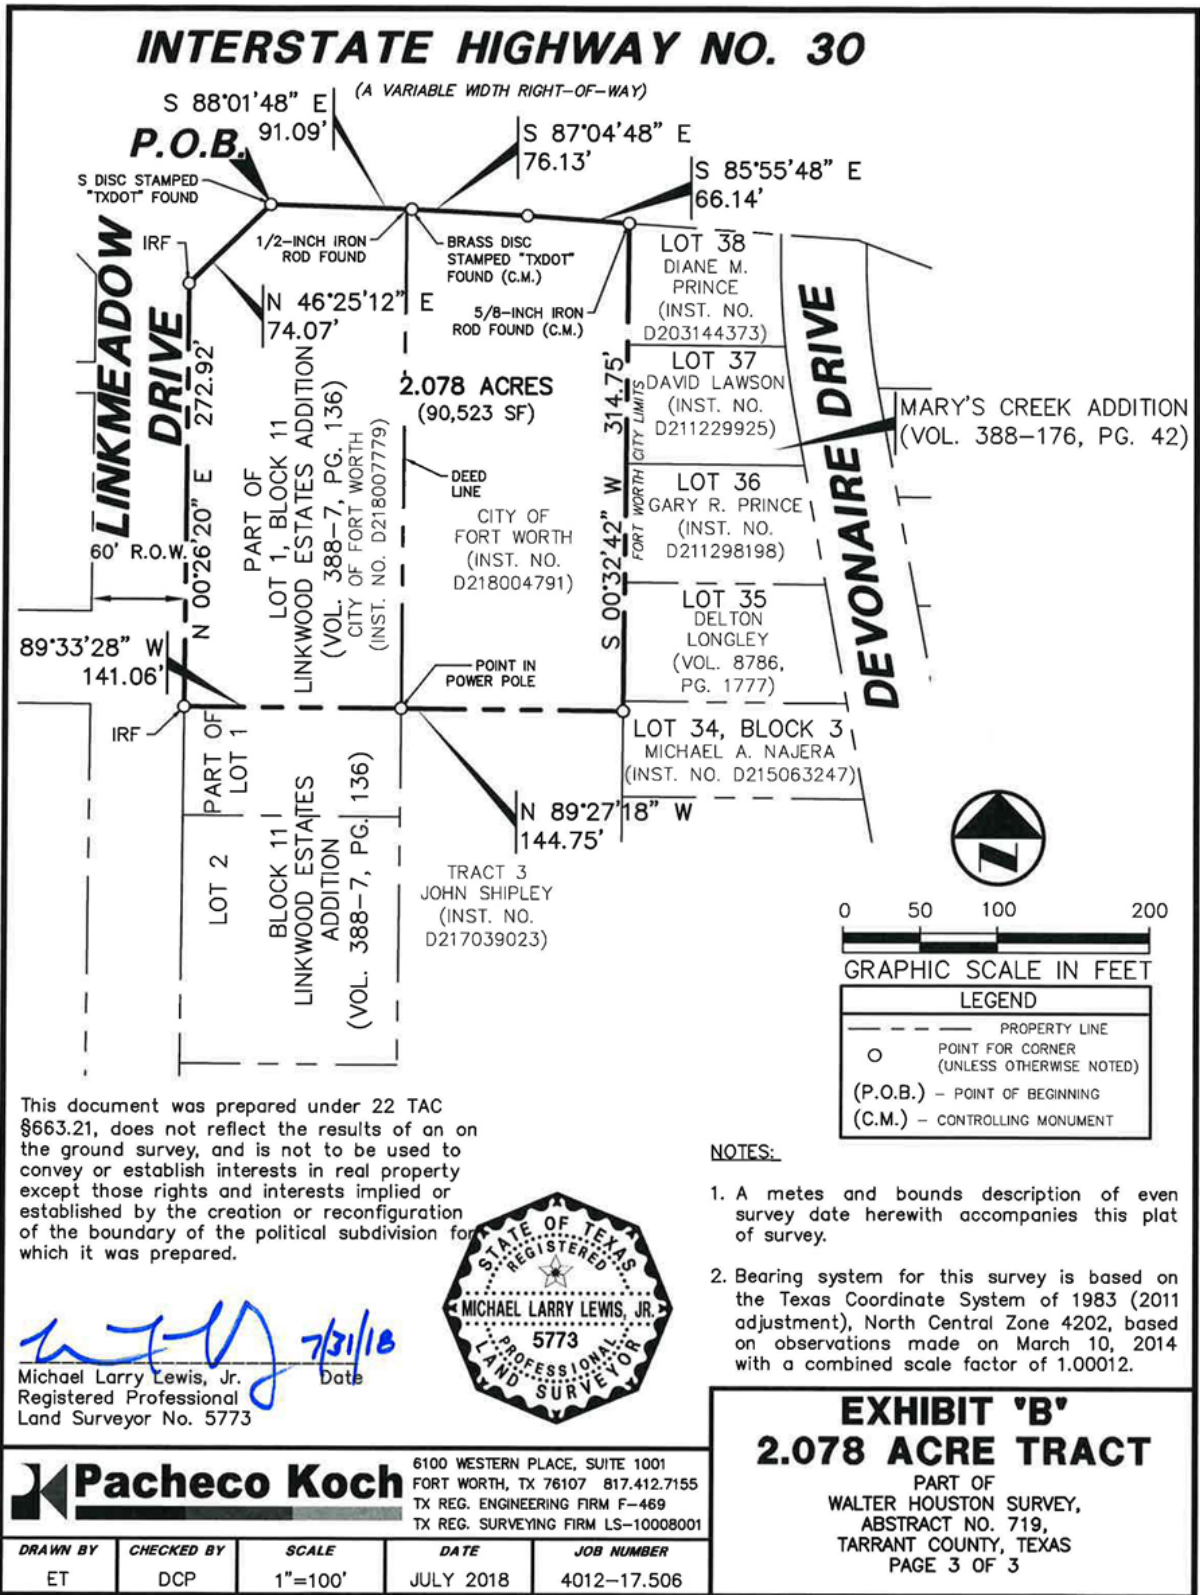 INTERSTATE HIGHWAY NO. 30
(A VARIABLE WIDTH RIGHT-OF-WAY)
S 88°01'48" E
91.09'
P.O.B.
S 87°04'48" E
76.13'
S 85°55'48" E
66.14'
S DISC STAMPED
"TXDOT" FOUND
IRF
1/2-INCH IRON
ROD FOUND
BRASS DISC
STAMPED "TXDOT"
FOUND (C.M.)
5/8-INCH IRON
ROD FOUND (C.M.)
N 46°25'12" E
74.07'
LINKMEADOW
DRIVE
60' R.O.W.
N 00°26'20" E 272.92'
PART OF
LOT 1, BLOCK 11
LINKWOOD ESTATES ADDITION
(VOL. 388-7, PG. 136)
CITY OF FORT WORTH
(INST. NO. D218007779)
2.078 ACRES
(90,523 SF)
DEED
LINE
CITY OF
FORT WORTH
(INST. NO.
D218004791)
S 00°32'42" W 314.75'
FORT WORTH CITY LIMITS
LOT 38
DIANE M.
PRINCE
(INST. NO.
D203144373)
LOT 37
DAVID LAWSON
(INST. NO.
D211229925)
LOT 36
GARY R. PRINCE
(INST. NO.
D211298198)
LOT 35
DELTON
LONGLEY
(VOL. 8786,
PG. 1777)
LOT 34, BLOCK 3
MICHAEL A. NAJERA
(INST. NO. D215063247)
DEVONAIRE DRIVE
MARY'S CREEK ADDITION
(VOL. 388-176, PG. 42)
89°33'28" W
141.06'
IRF
POINT IN
POWER POLE
N 89°27'18" W
144.75'
PART OF
LOT 1
LOT 2
BLOCK 11
LINKWOOD ESTATES
ADDITION
(VOL. 388-7, PG. 136)
TRACT 3
JOHN SHIPLEY
(INST. NO.
D217039023)
N
0 50 100 200
GRAPHIC SCALE IN FEET
LEGEND
PROPERTY LINE
POINT FOR CORNER
(UNLESS OTHERWISE NOTED)
(P.O.B.) - POINT OF BEGINNING
(C.M.) - CONTROLLING MONUMENT
This document was prepared under 22 TAC
§663.21, does not reflect the results of an on
the ground survey, and is not to be used to
convey or establish interests in real property
except those rights and interests implied or
established by the creation or reconfiguration
of the boundary of the political subdivision for
which it was prepared.
7/31/18
Michael Larry Lewis, Jr. Date
Registered Professional
Land Surveyor No. 5773
STATE OF TEXAS
REGISTERED
MICHAEL LARRY LEWIS, JR.
5773
PROFESSIONAL
LAND SURVEYOR
NOTES:
1. A metes and bounds description of even
survey date herewith accompanies this plat
of survey.
2. Bearing system for this survey is based on
the Texas Coordinate System of 1983 (2011
adjustment), North Central Zone 4202, based
on observations made on March 10, 2014
with a combined scale factor of 1.00012.
EXHIBIT "B"
2.078 ACRE TRACT
PART OF
WALTER HOUSTON SURVEY,
ABSTRACT NO. 719,
TARRANT COUNTY, TEXAS
PAGE 3 OF 3
Pacheco Koch
6100 WESTERN PLACE, SUITE 1001
FORT WORTH, TX 76107 817.412.7155
TX REG. ENGINEERING FIRM F-469
TX REG. SURVEYING FIRM LS-10008001
DRAWN BY CHECKED BY SCALE DATE JOB NUMBER
ET DCP 1"=100' JULY 2018 4012-17.506